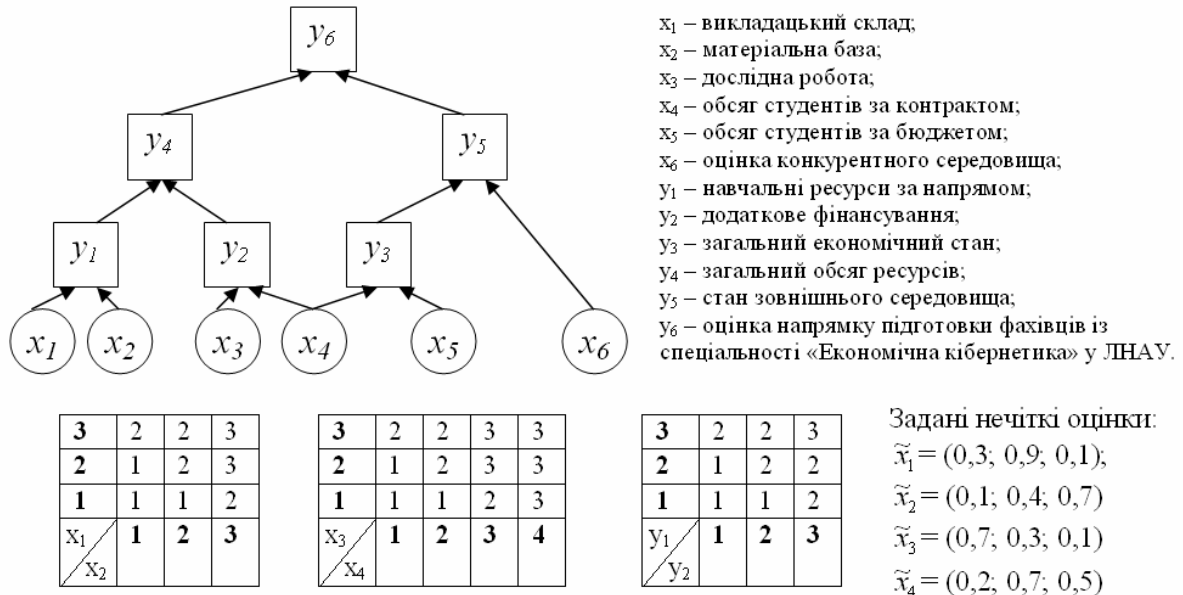 y6
y4 y5
y1 y2 y3
x1 x2 x3 x4 x5 x6
x1 – викладацький склад;
x2 – матеріальна база;
x3 – дослідна робота;
x4 – обсяг студентів за контрактом;
x5 – обсяг студентів за бюджетом;
x6 – оцінка конкурентного середовища;
y1 – навчальні ресурси за напрямом;
y2 – додаткове фінансування;
y3 – загальний економічний стан;
y4 – загальний обсяг ресурсів;
y5 – стан зовнішнього середовища;
y6 – оцінка напрямку підготовки фахівців із
спеціальності «Економічна кібернетика» у ЛНАУ.
3 2 2 3
2 1 2 3
1 1 1 2
x1 / x2 1 2 3
3 2 2 3 3
2 1 2 3 3
1 1 1 2 3
x3 / x4 1 2 3 4
3 2 2 3
2 1 2 2
1 1 1 2
y1 / y2 1 2 3
Задані нечіткі оцінки:
x̃1 = (0,3; 0,9; 0,1);
x̃2 = (0,1; 0,4; 0,7)
x̃3 = (0,7; 0,3; 0,1)
x̃4 = (0,2; 0,7; 0,5)